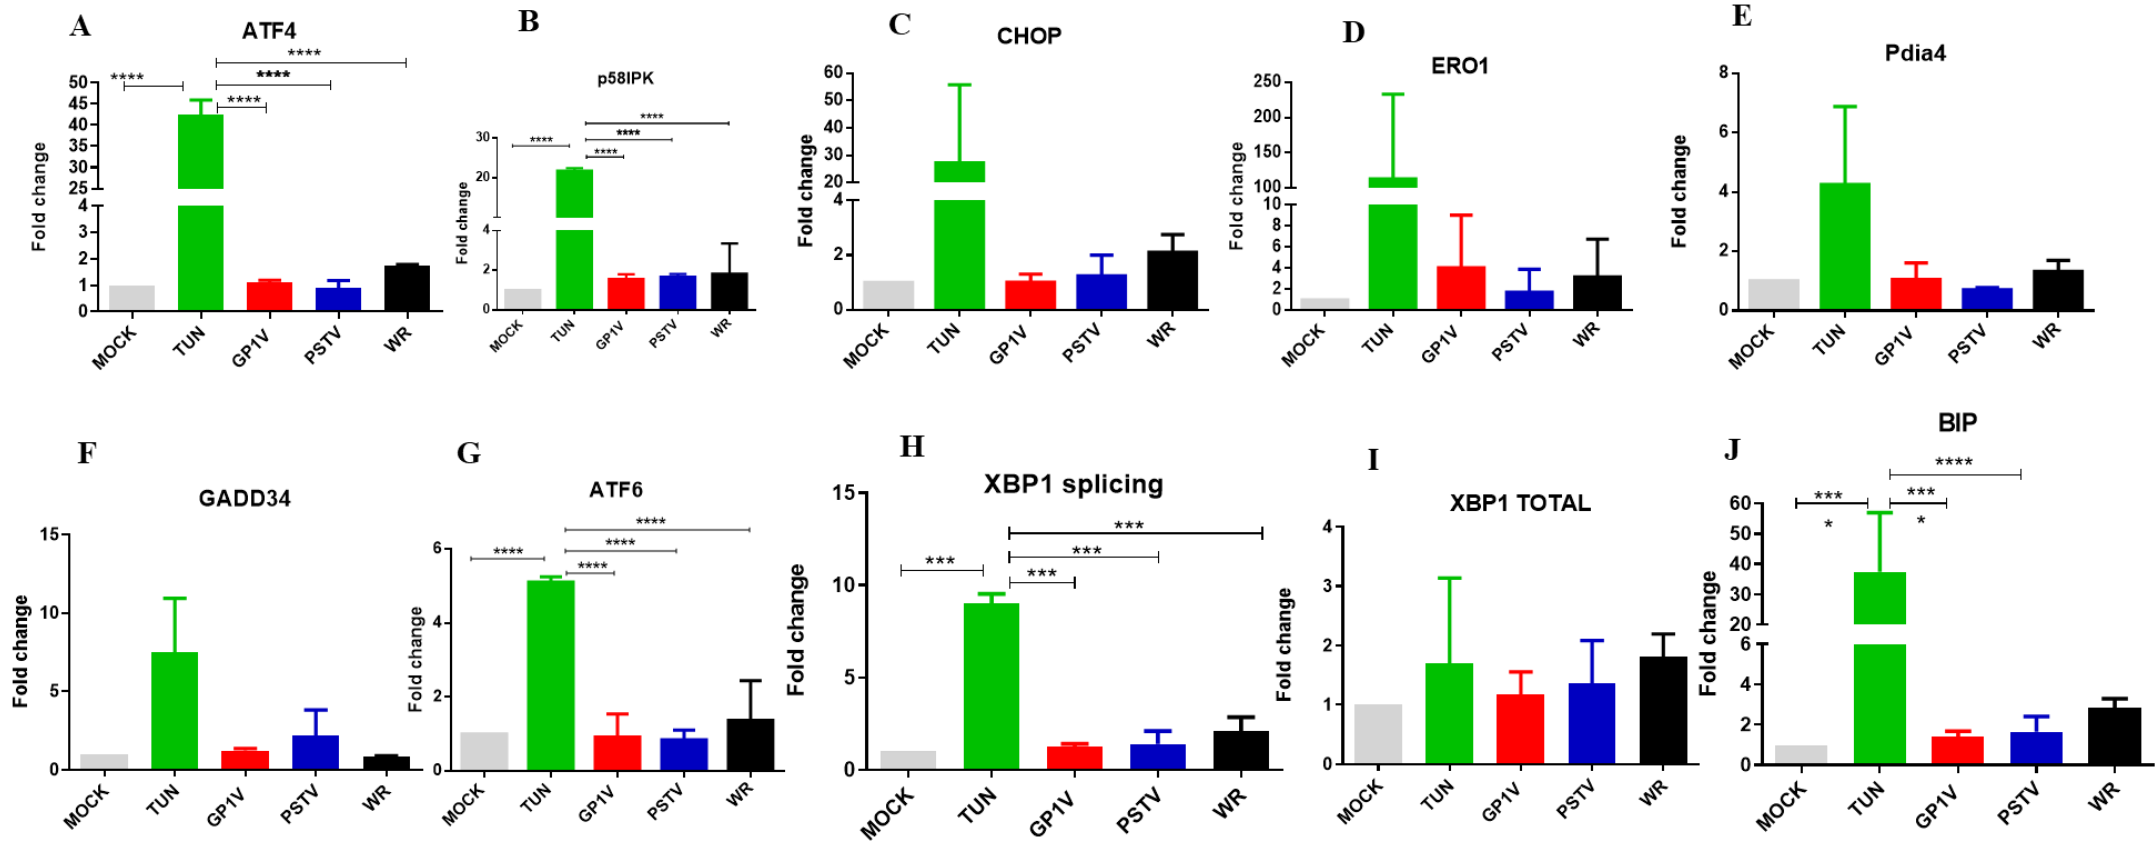 A
ATF4
****
****
****
****
50
45
40
35
30
25
4
3
2
1
0
Fold change
MOCK
TUN
GP1V
PSTV
WR
B
p58IPK
****
****
****
****
30
20
4
2
0
Fold change
MOCK
TUN
GP1V
PSTV
WR
C
CHOP
60
50
40
30
20
4
2
0
Fold change
MOCK
TUN
GP1V
PSTV
WR
D
ERO1
250
200
150
100
10
8
6
4
2
0
Fold change
MOCK
TUN
GP1V
PSTV
WR
E
Pdia4
8
6
4
2
0
Fold change
MOCK
TUN
GP1V
PSTV
WR
F
GADD34
15
10
5
0
Fold change
MOCK
TUN
GP1V
PSTV
WR
G
ATF6
****
****
****
****
6
4
2
0
Fold change
MOCK
TUN
GP1V
PSTV
WR
H
XBP1 splicing
***
***
***
***
15
10
5
0
Fold change
MOCK
TUN
GP1V
PSTV
WR
I
XBP1 TOTAL
4
3
2
1
0
Fold change
MOCK
TUN
GP1V
PSTV
WR
J
BIP
****
*** ***
* *
60
50
40
30
20
6
4
2
0
Fold change
MOCK
TUN
GP1V
PSTV
WR